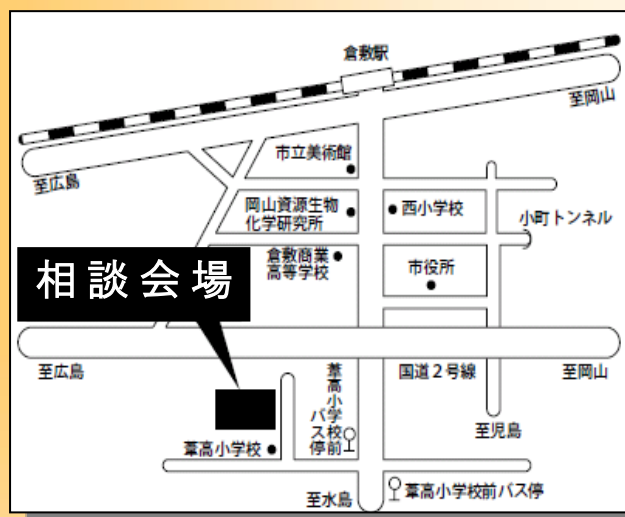 倉敷駅
至岡山
市立美術館
至広島
岡山資源生物
化学研究所
西小学校
小町トンネル
倉敷商業
高等学校
市役所
相談会場
至広島
国道2号線
至岡山
葦高小学校前
バス停
至児島
葦高小学校
至水島
葦高小学校前バス停